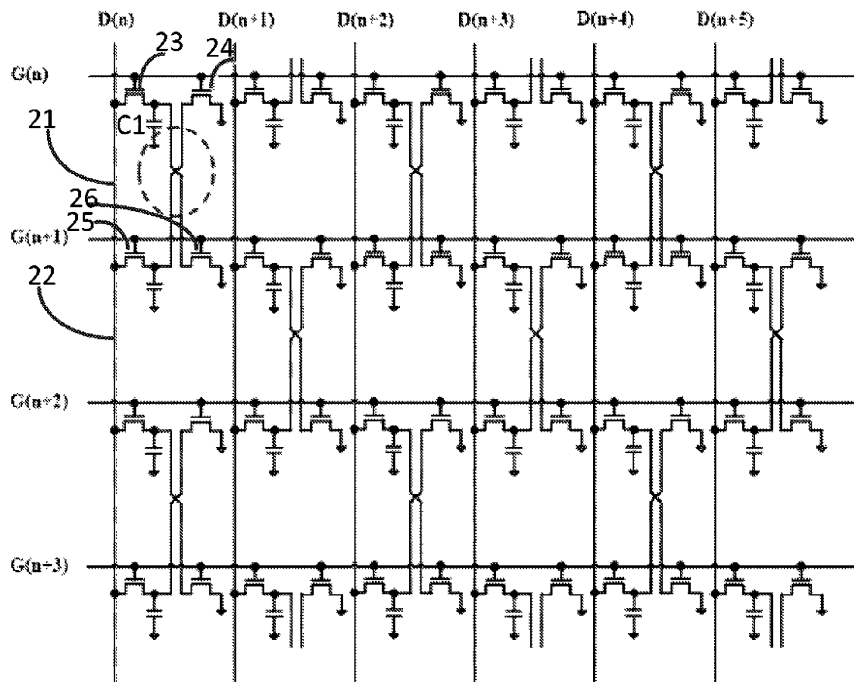 D(n) D(n+1) D(n+2) D(n+3) D(n+4) D(n+5)
23 24
G(n)
C1
21
26
25
G(n+1)
22
G(n+2)
G(n+3)